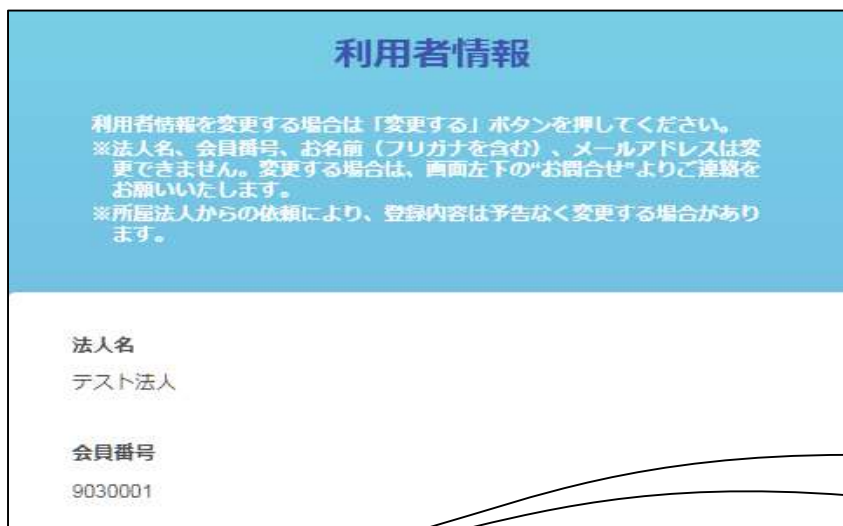 利用者情報
利用者情報を変更する場合は「変更する」ボタンを押してください。
※法人名、会員番号、お名前（フリガナを含む）、メールアドレスは変
更できません。変更する場合は、画面左下の“お問合せ”よりご連絡を
お願いいたします。
※所属法人からの依頼により、登録内容は予告なく変更する場合があり
ます。
法人名
テスト法人
会員番号
9030001